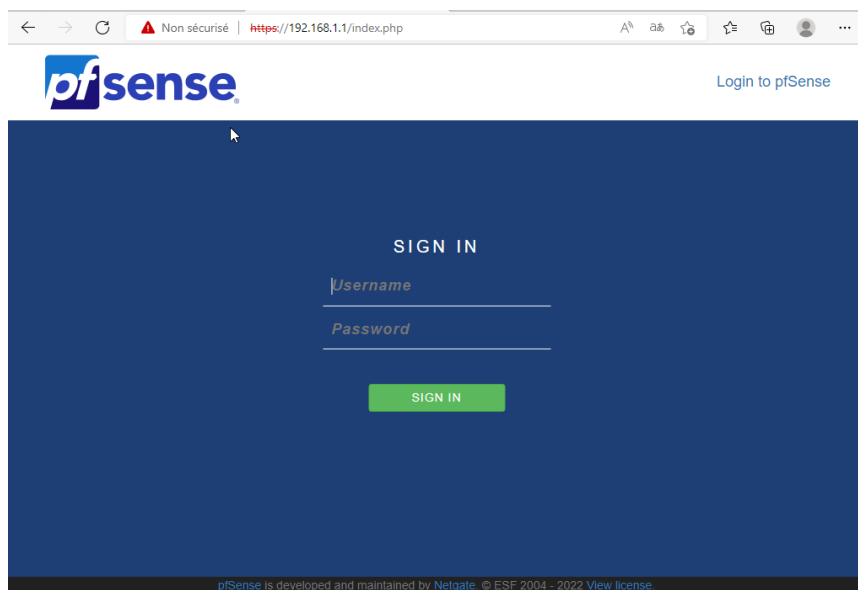 Non sécurisé | https://192.168.1.1/index.php
pfsense®
Login to pfSense
SIGN IN
Username
Password
SIGN IN
pfSense is developed and maintained by Netgate. © ESF 2004 - 2022 View license.